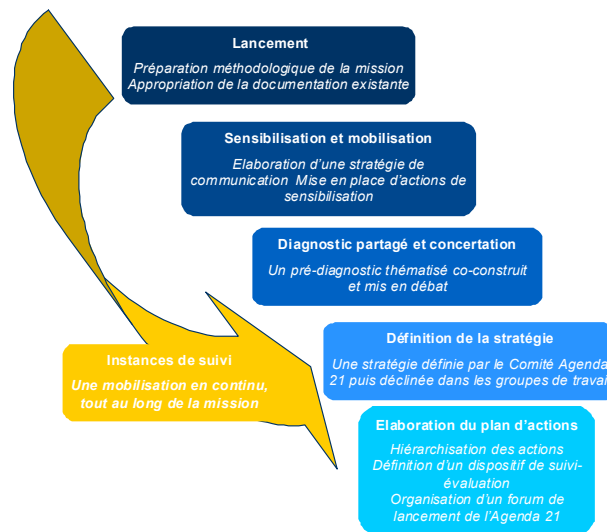 Lancement
Préparation méthodologique de la mission
Appropriation de la documentation existante
Sensibilisation et mobilisation
Elaboration d'une stratégie de
communication Mise en place d'actions de
sensibilisation
Diagnostic partagé et concertation
Un pré-diagnostic thématisé co-construit
et mis en débat
Définition de la stratégie
Une stratégie définie par le Comité Agenda
21 puis déclinée dans les groupes de travai
Instances de suivi
Une mobilisation en continu,
tout au long de la mission
Elaboration du plan d'actions
Hiérarchisation des actions
Définition d'un dispositif de suivi-
évaluation
Organisation d'un forum de
lancement de l'Agenda 21